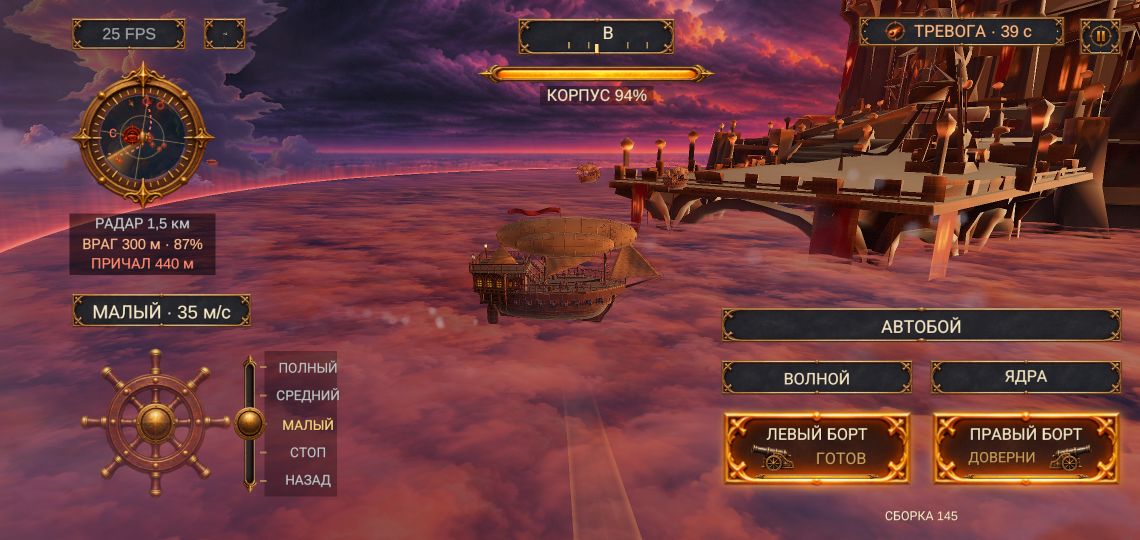 25 FPS
В
ТРЕВОГА · 39 с
КОРПУС 94%
С
РАДАР 1,5 км
ВРАГ 300 м · 87%
ПРИЧАЛ 440 м
МАЛЫЙ · 35 м/с
ПОЛНЫЙ
СРЕДНИЙ
МАЛЫЙ
СТОП
НАЗАД
АВТОБОЙ
ВОЛНОЙ
ЯДРА
ЛЕВЫЙ БОРТ
ГОТОВ
ПРАВЫЙ БОРТ
ДОВЕРНИ
СБОРКА 145